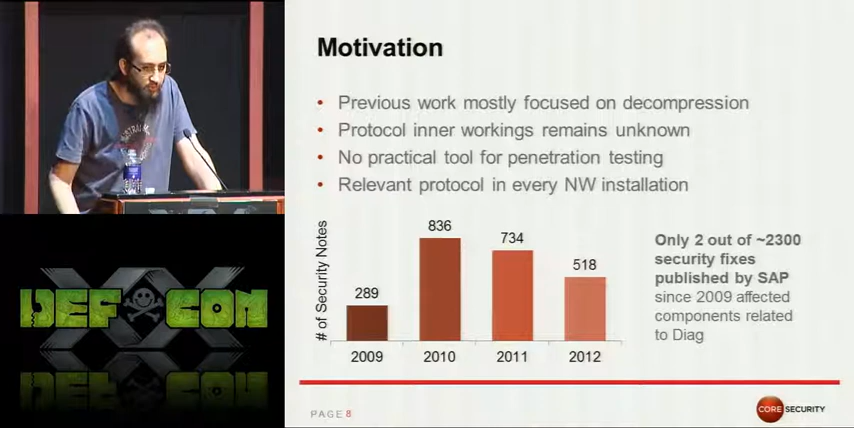 Motivation
• Previous work mostly focused on decompression
• Protocol inner workings remains unknown
• No practical tool for penetration testing
• Relevant protocol in every NW installation
# of Security Notes
289
836
734
518
2009
2010
2011
2012
Only 2 out of ~2300
security fixes
published by SAP
since 2009 affected
components related
to Diag
PAGE 8
CORE SECURITY
XX
DEF CON